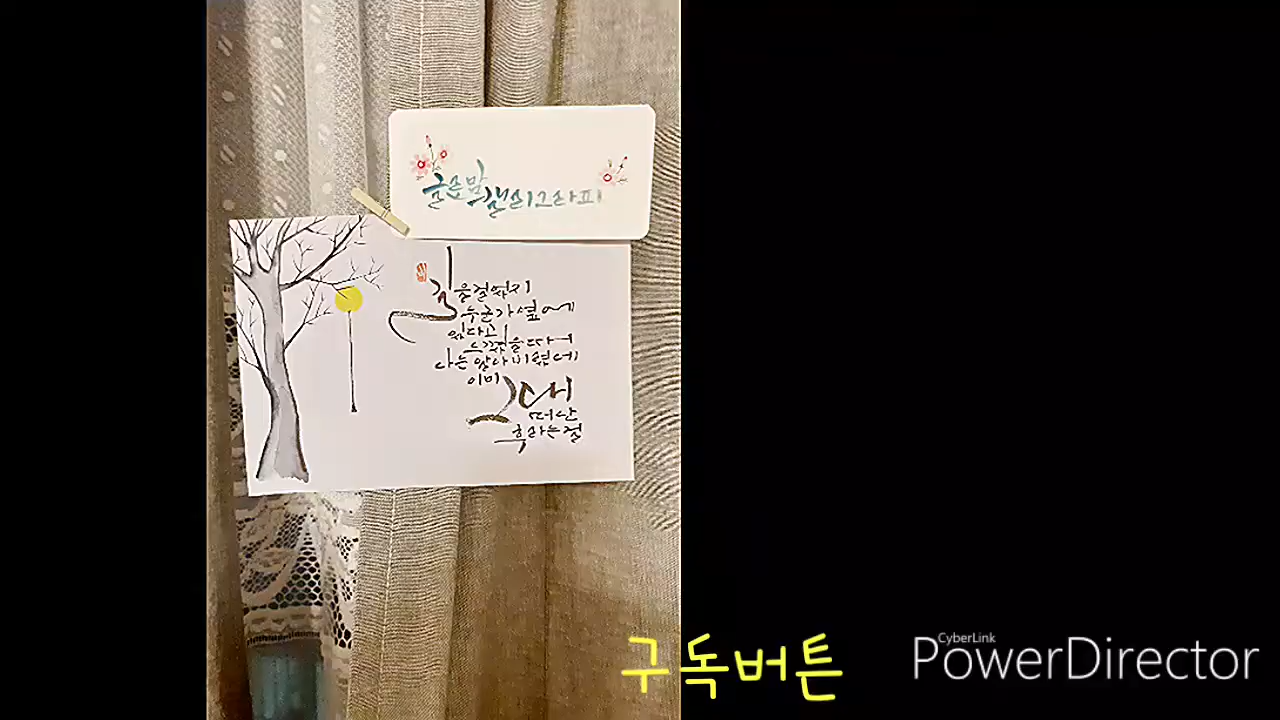 길을걸었지
누군가옆에
있다고
느꼈을때
나는알아버렸네
이미
그대
떠난
후라는걸
구독버튼
CyberLink
PowerDirector